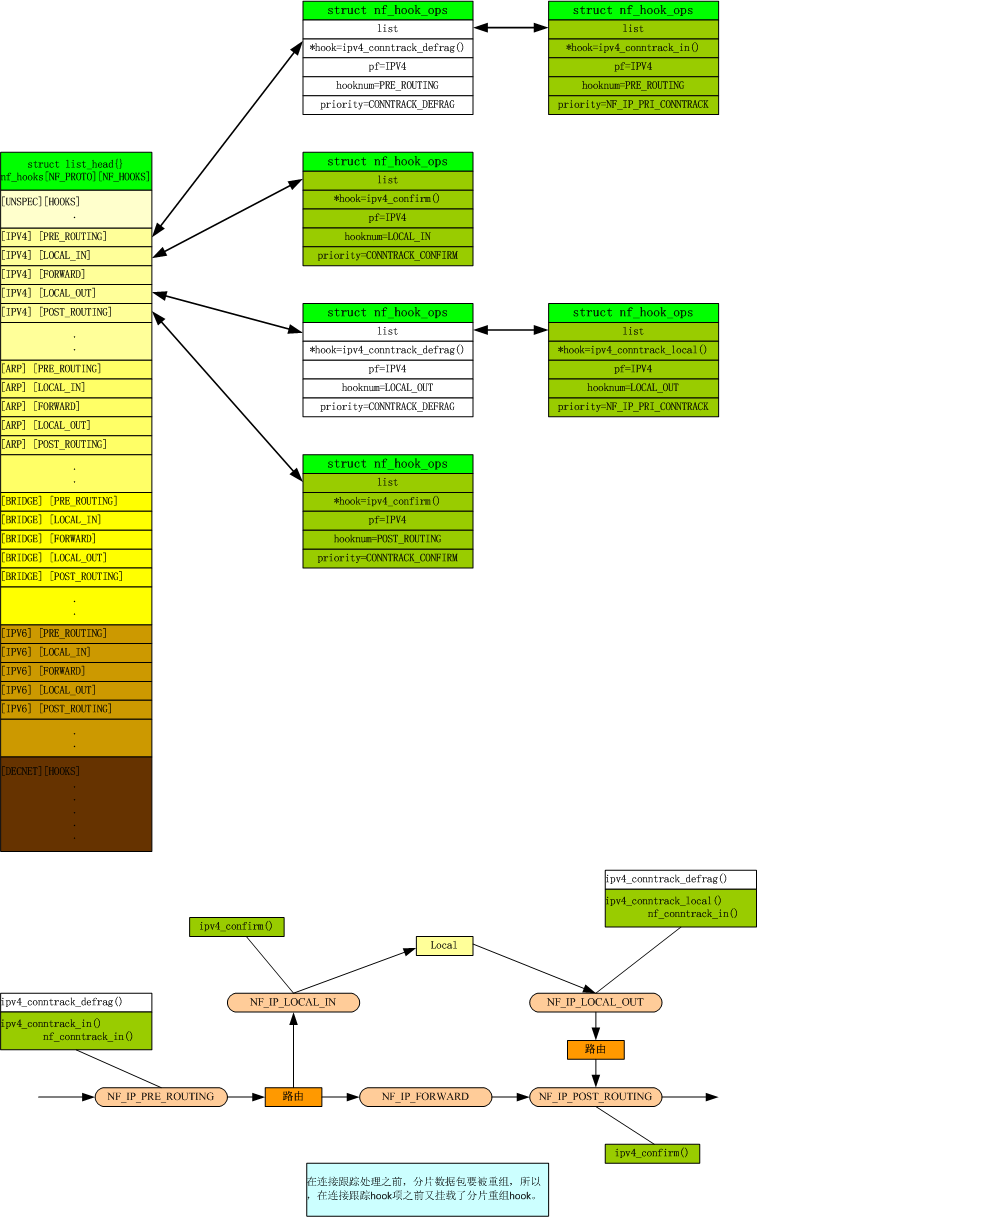 struct nf_hook_ops
list
*hook=ipv4_conntrack_defrag()
pf=IPV4
hooknum=PRE_ROUTING
priority=CONNTRACK_DEFRAG
struct nf_hook_ops
list
*hook=ipv4_conntrack_in()
pf=IPV4
hooknum=PRE_ROUTING
priority=NF_IP_PRI_CONNTRACK
struct list_head{}
nf_hooks[NF_PROTO][NF_HOOKS]
[UNSPEC][HOOKS]
.
[IPV4] [PRE_ROUTING]
[IPV4] [LOCAL_IN]
[IPV4] [FORWARD]
[IPV4] [LOCAL_OUT]
[IPV4] [POST_ROUTING]
.
.
[ARP] [PRE_ROUTING]
[ARP] [LOCAL_IN]
[ARP] [FORWARD]
[ARP] [LOCAL_OUT]
[ARP] [POST_ROUTING]
.
.
[BRIDGE] [PRE_ROUTING]
[BRIDGE] [LOCAL_IN]
[BRIDGE] [FORWARD]
[BRIDGE] [LOCAL_OUT]
[BRIDGE] [POST_ROUTING]
.
.
[IPV6] [PRE_ROUTING]
[IPV6] [LOCAL_IN]
[IPV6] [FORWARD]
[IPV6] [LOCAL_OUT]
[IPV6] [POST_ROUTING]
.
.
[DECNET][HOOKS]
.
.
.
.
.
struct nf_hook_ops
list
*hook=ipv4_confirm()
pf=IPV4
hooknum=LOCAL_IN
priority=CONNTRACK_CONFIRM
struct nf_hook_ops
list
*hook=ipv4_conntrack_defrag()
pf=IPV4
hooknum=LOCAL_OUT
priority=CONNTRACK_DEFRAG
struct nf_hook_ops
list
*hook=ipv4_conntrack_local()
pf=IPV4
hooknum=LOCAL_OUT
priority=NF_IP_PRI_CONNTRACK
struct nf_hook_ops
list
*hook=ipv4_confirm()
pf=IPV4
hooknum=POST_ROUTING
priority=CONNTRACK_CONFIRM
ipv4_conntrack_defrag()
ipv4_conntrack_local()
nf_conntrack_in()
ipv4_confirm()
Local
NF_IP_LOCAL_IN
NF_IP_LOCAL_OUT
ipv4_conntrack_defrag()
ipv4_conntrack_in()
nf_conntrack_in()
路由
NF_IP_PRE_ROUTING
路由
NF_IP_FORWARD
NF_IP_POST_ROUTING
ipv4_confirm()
在连接跟踪处理之前，分片数据包要被重组，所以
，在连接跟踪hook项之前又挂载了分片重组hook。